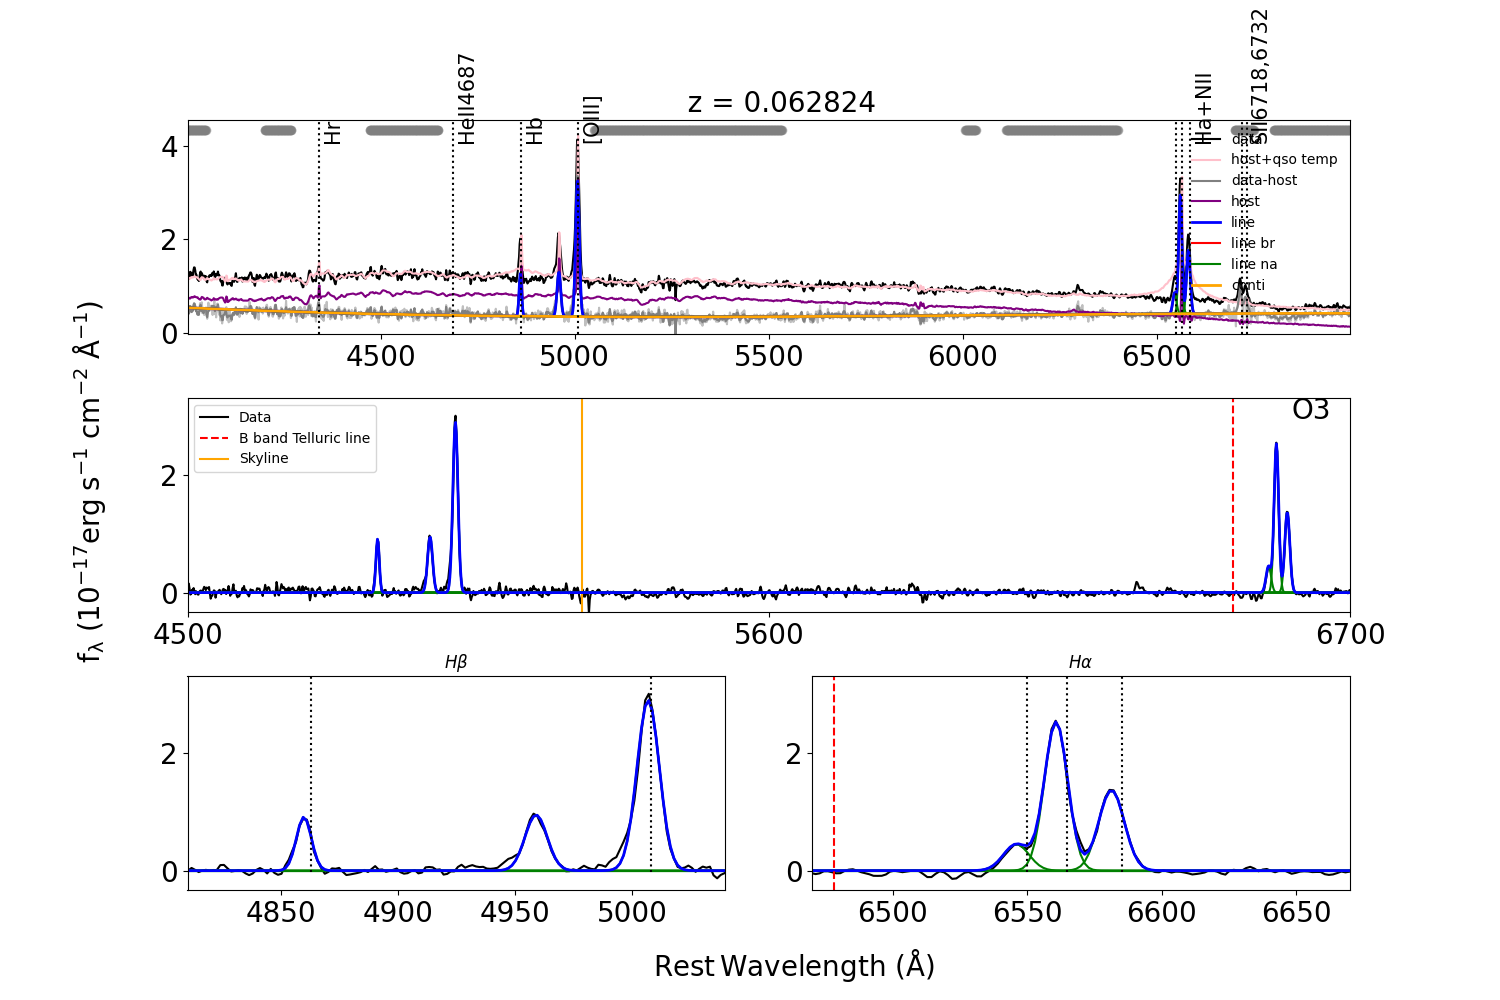 z = 0.062824
Hr
HeII4687
Hb
[OIII]
Ha+NII
SII6718,6732
data
host+qso temp
data-host
host
line
line br
line na
conti
4
2
0
4500
5000
5500
6000
6500
fλ (10−17erg s−1 cm−2 Å−1)
Data
B band Telluric line
Skyline
O3
2
0
4500
5600
6700
Hβ
2
0
4850
4900
4950
5000
Hα
2
0
6500
6550
6600
6650
Rest Wavelength (Å)